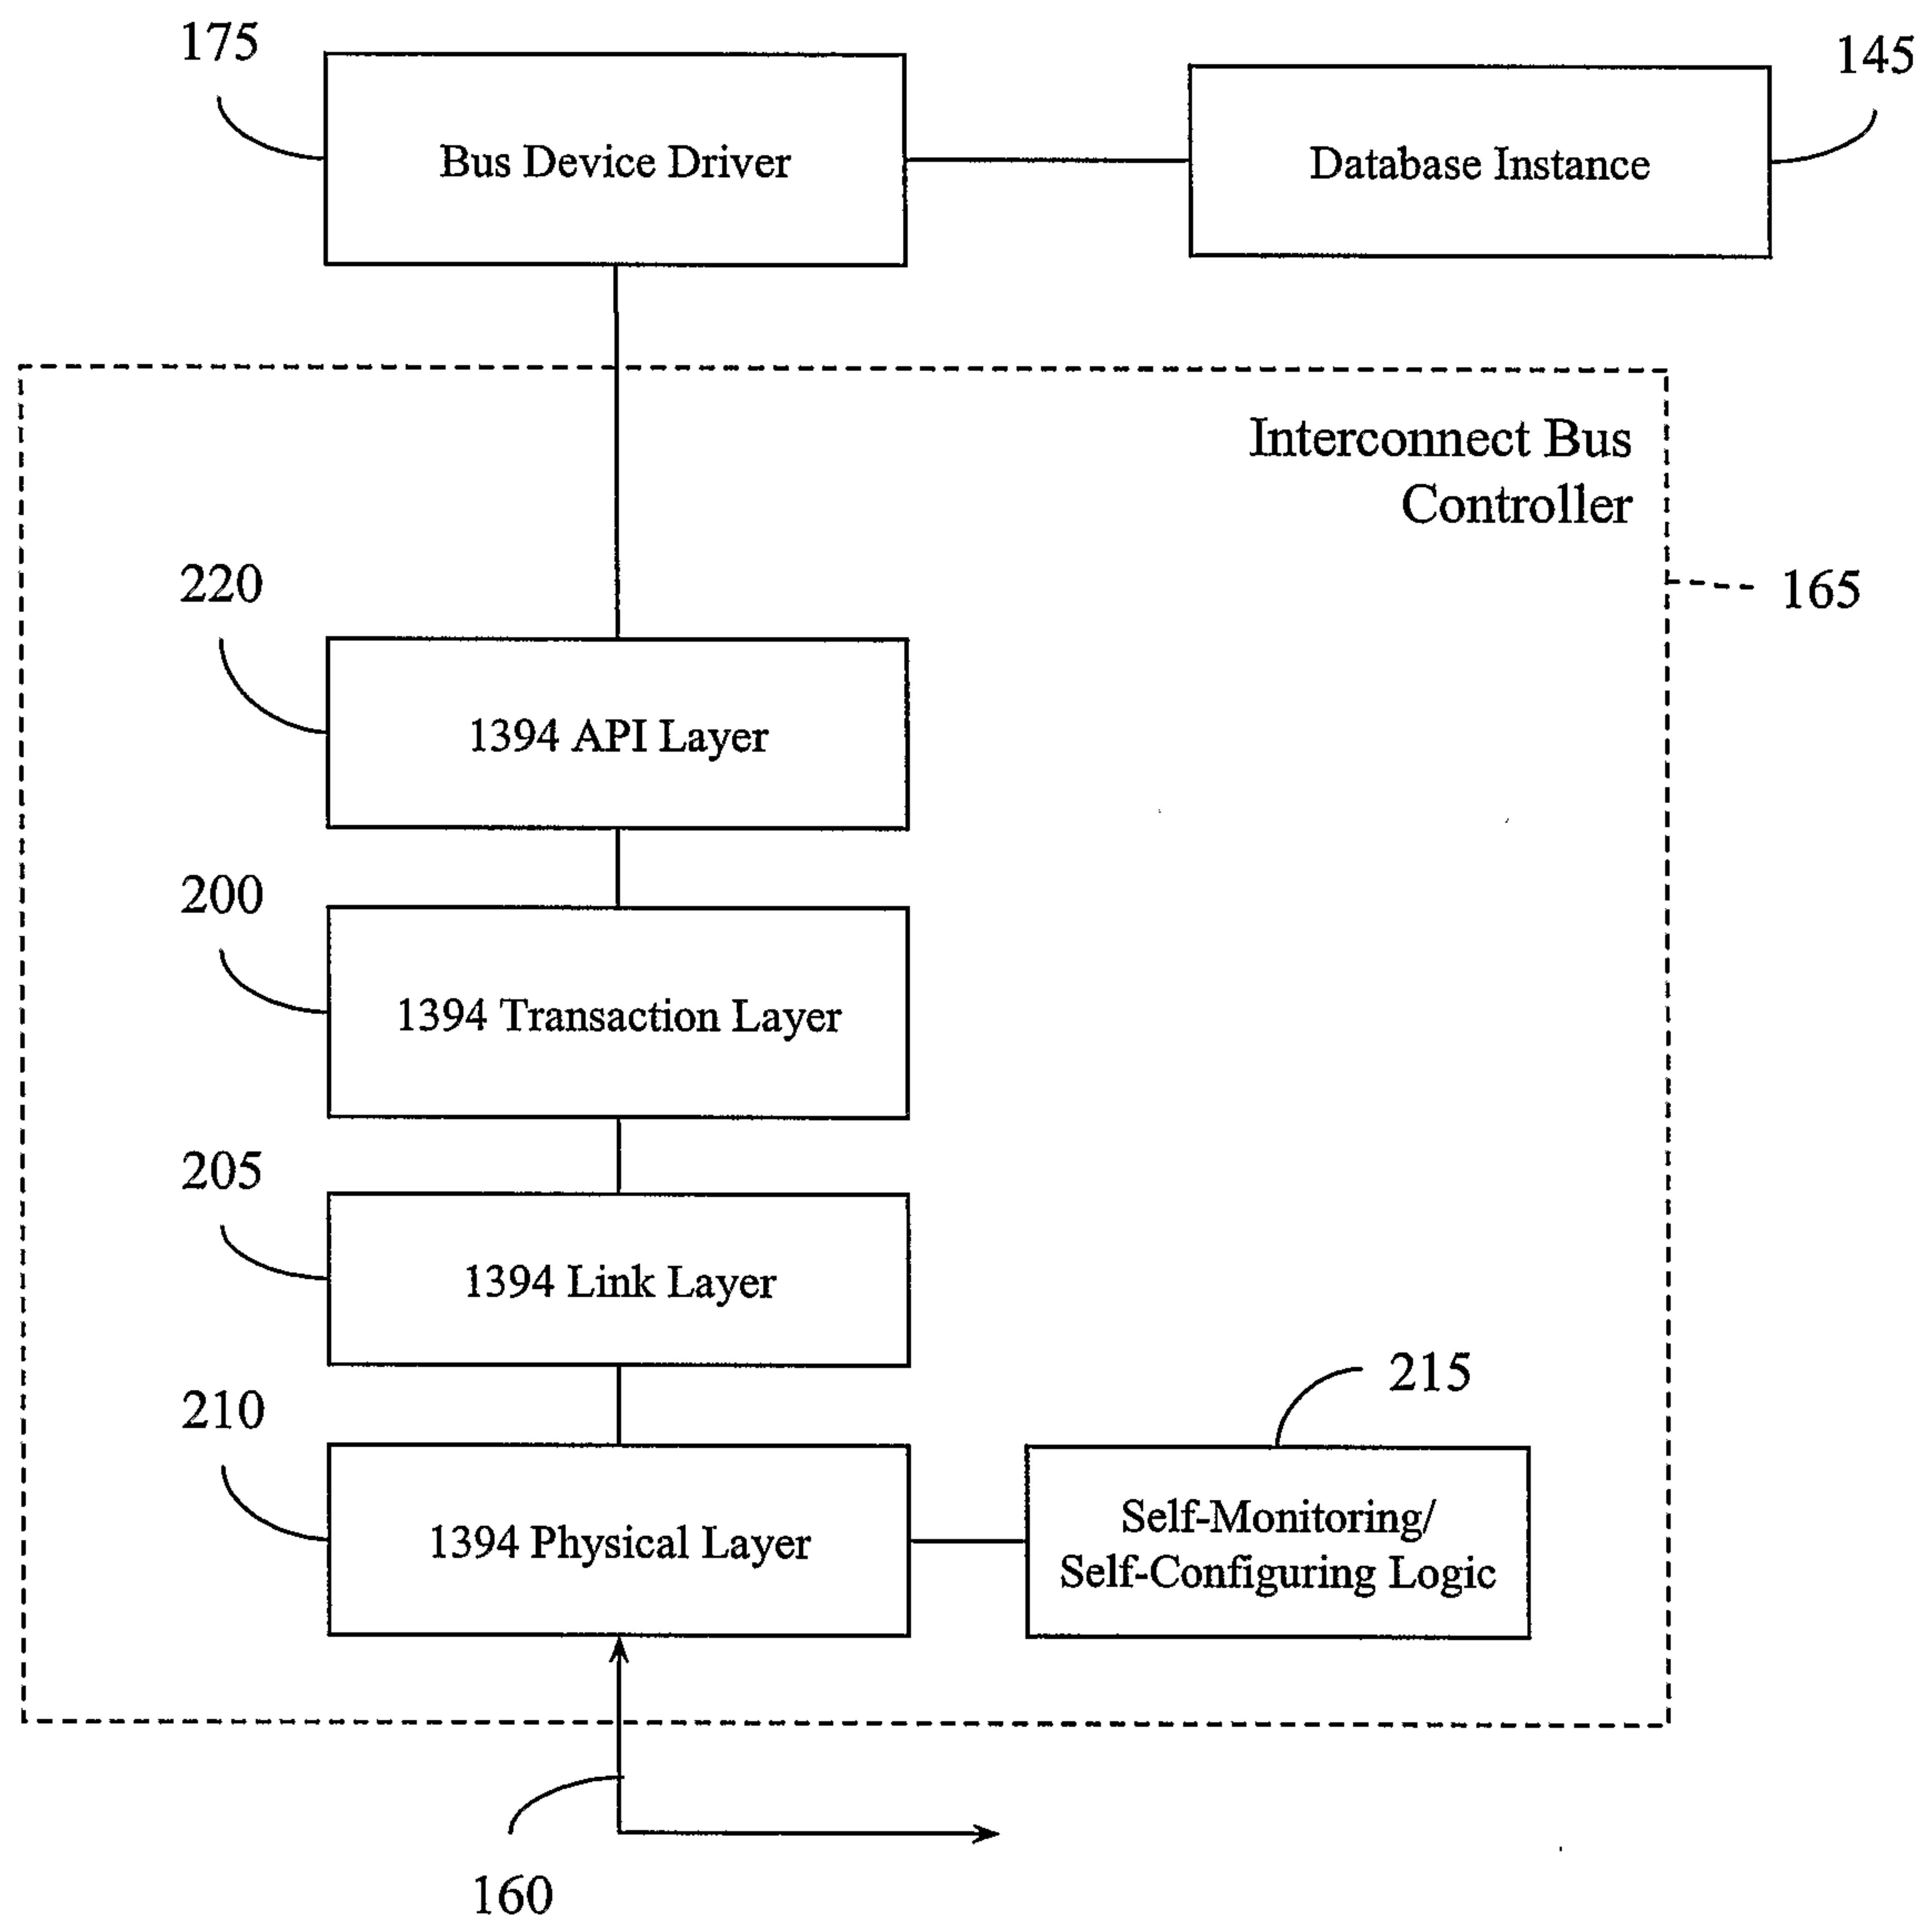 175
145
Bus Device Driver
Database Instance
Interconnect Bus
Controller
220
165
1394 API Layer
200
1394 Transaction Layer
205
1394 Link Layer
210
215
1394 Physical Layer
Self-Monitoring/
Self-Configuring Logic
160